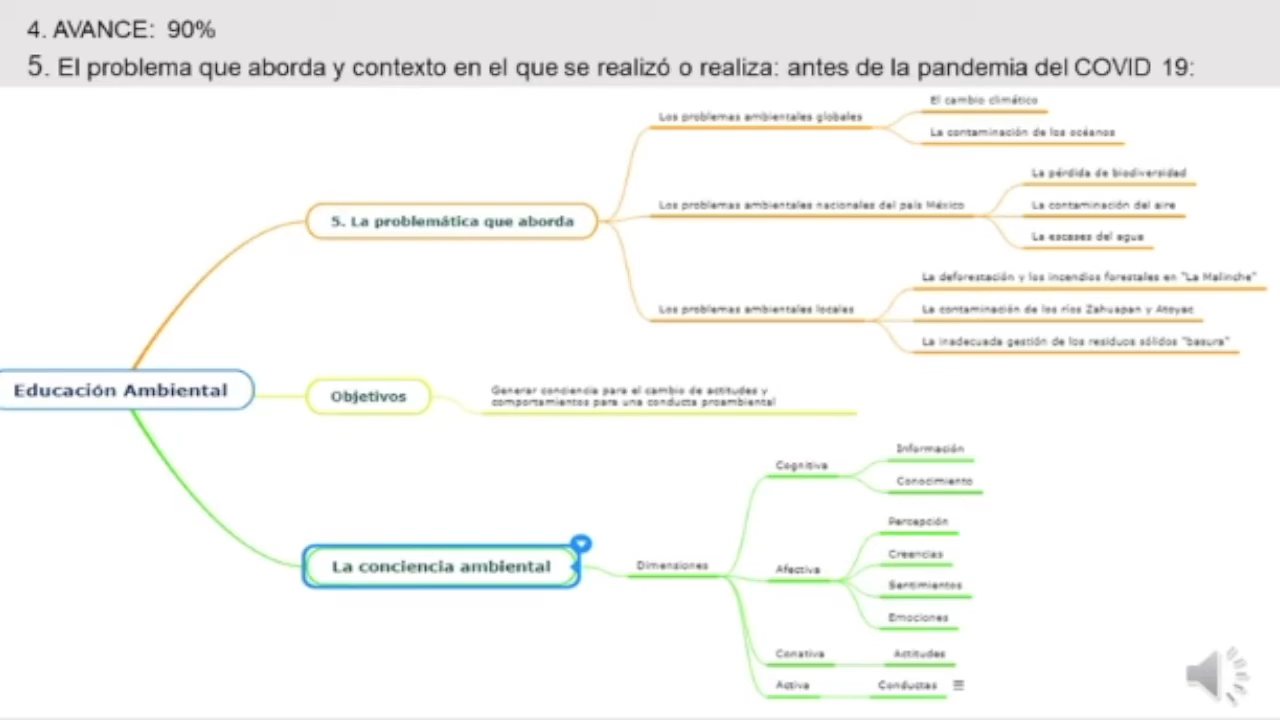 4. AVANCE: 90%
5. El problema que aborda y contexto en el que se realizó o realiza: antes de la pandemia del COVID 19:
Educación Ambiental
5. La problemática que aborda
Los problemas ambientales globales
El cambio climático
La contaminación de los océanos
Los problemas ambientales nacionales del país México
La pérdida de biodiversidad
La contaminación del aire
La escases del agua
Los problemas ambientales locales
La deforestación y los incendios forestales en "La Malinche"
La contaminación de los ríos Zahuapan y Atoyac
La inadecuada gestión de los residuos sólidos "basura"
Objetivos
Generar conciencia para el cambio de actitudes y
comportamientos para una conducta proambiental
La conciencia ambiental
Dimensiones
Cognitiva
Información
Conocimiento
Afectiva
Percepción
Creencias
Sentimientos
Emociones
Conativa
Actitudes
Activa
Conductas